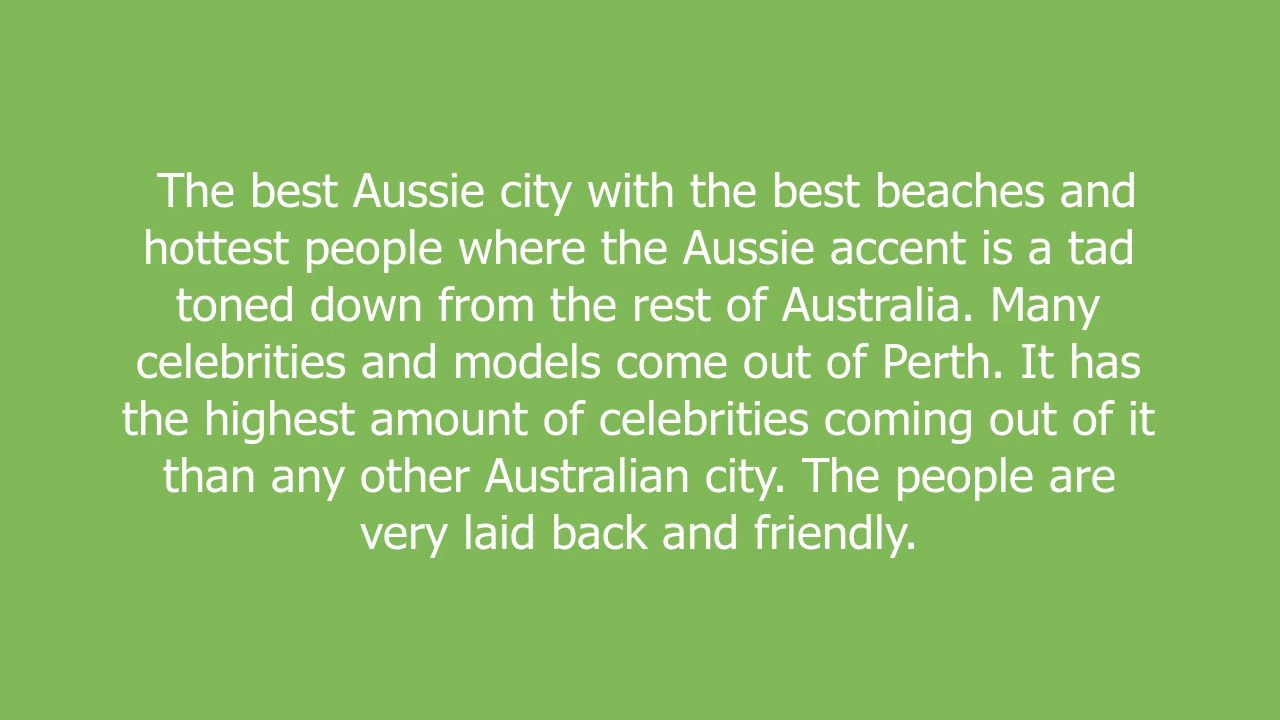 The best Aussie city with the best beaches and
hottest people where the Aussie accent is a tad
toned down from the rest of Australia. Many
celebrities and models come out of Perth. It has
the highest amount of celebrities coming out of it
than any other Australian city. The people are
very laid back and friendly.